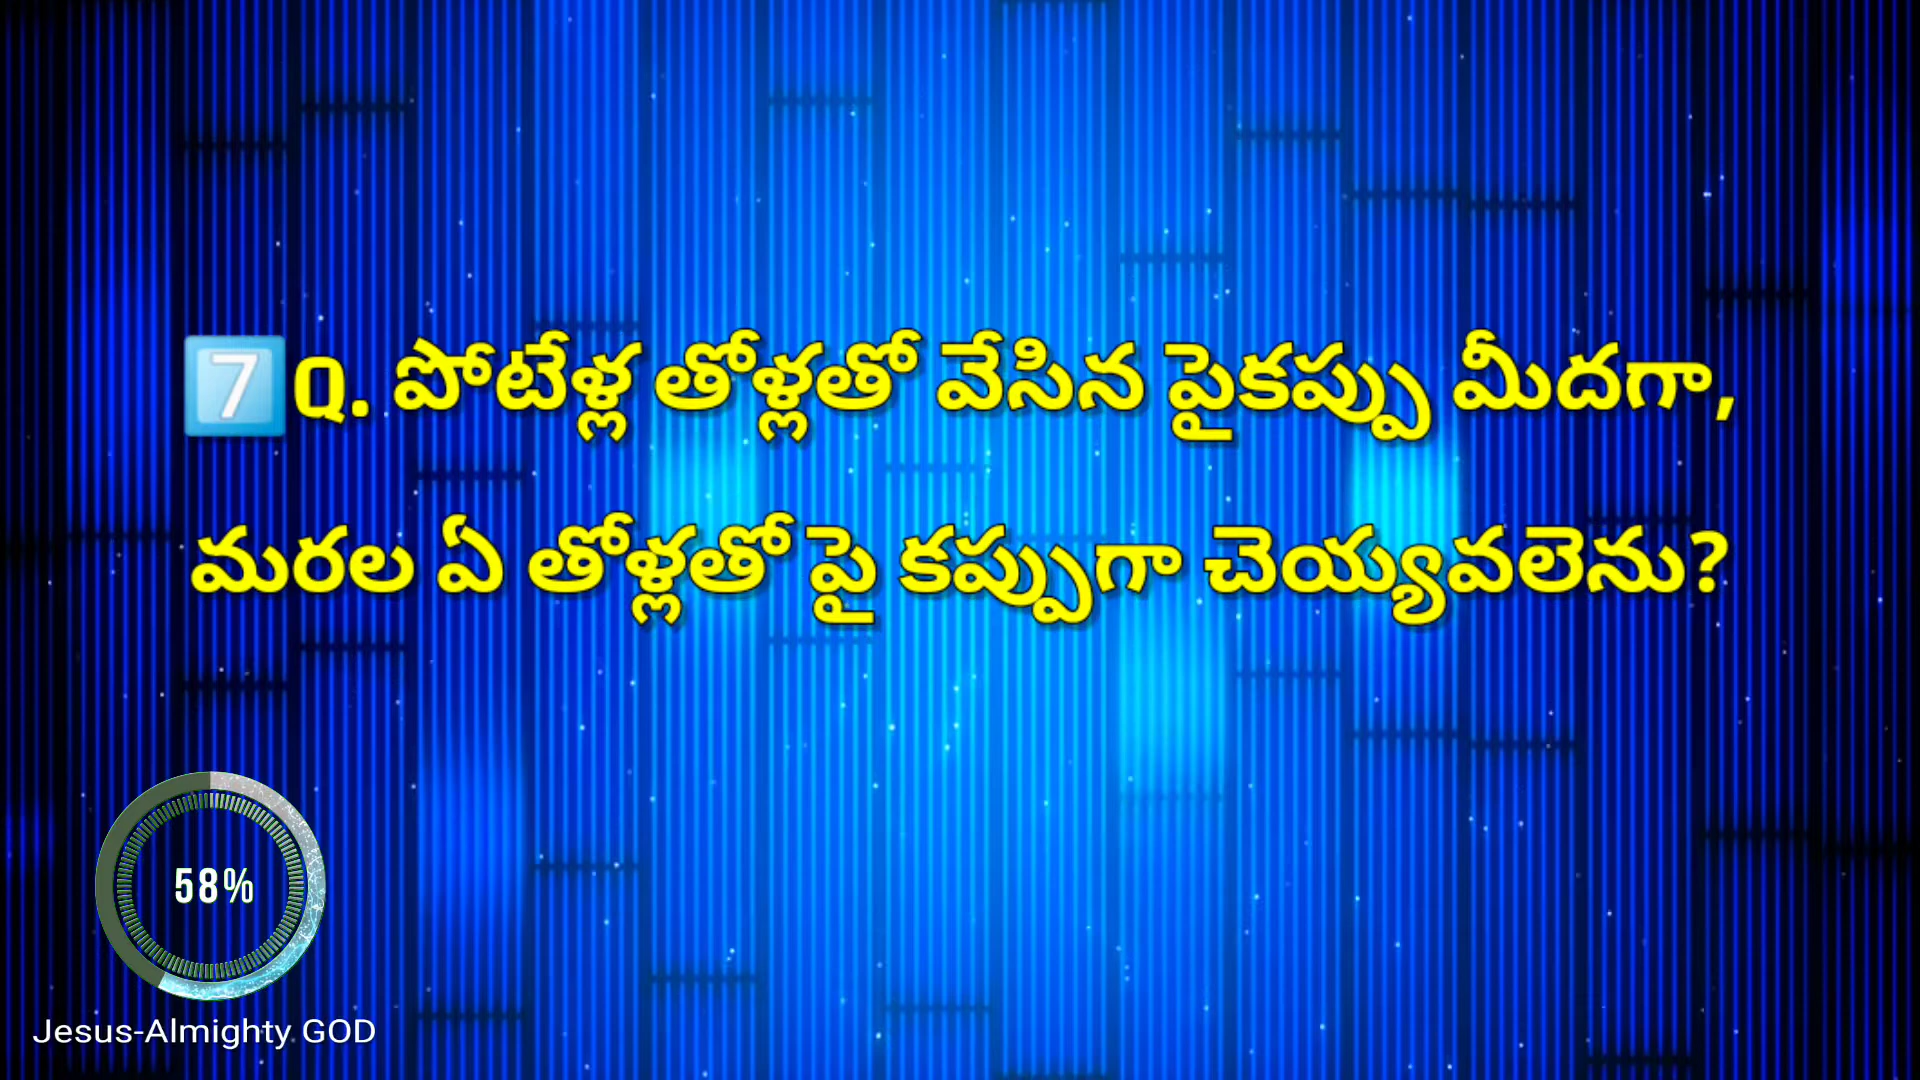 7 Q. పోటేళ్ల తోళ్లతో వేసిన పైకప్పు మీదగా,
మరల ఏ తోళ్లతో పై కప్పుగా చెయ్యవలెను?
58%
Jesus-Almighty GOD